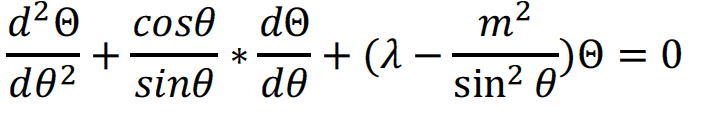 d²Θ/dθ² + cosθ/sinθ * dΘ/dθ + (λ − m²/sin² θ)Θ = 0